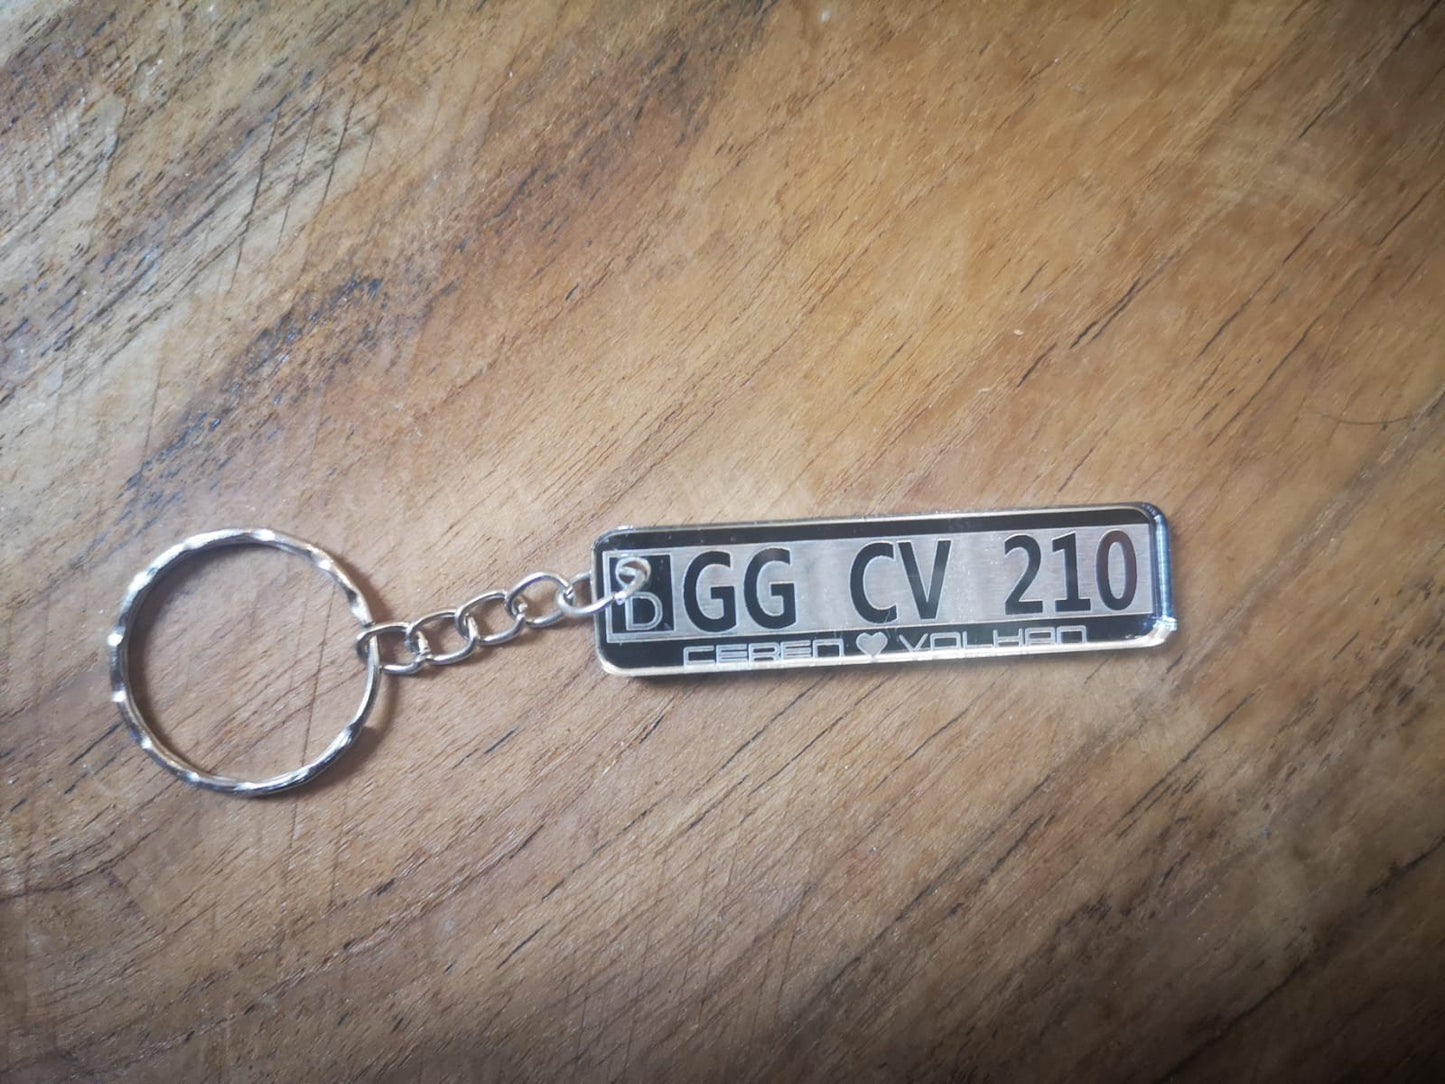 D GG CV 210
CEREN ♥ VOLKAN